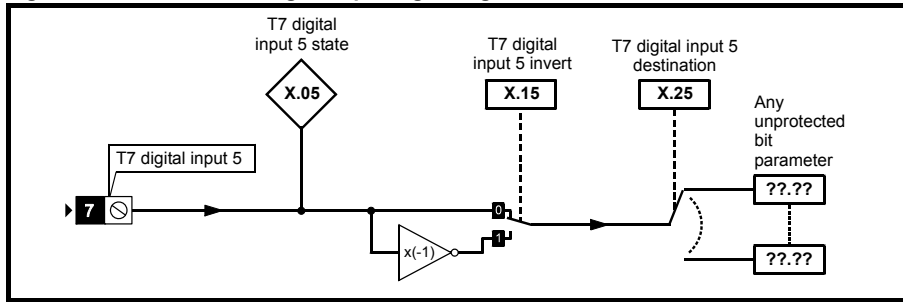 T7 digital
input 5 state
X.05
T7 digital
input 5 invert
X.15
T7 digital input 5
destination
X.25
Any
unprotected
bit
parameter
??.??
??.??
T7 digital input 5
7
0
1
x(-1)